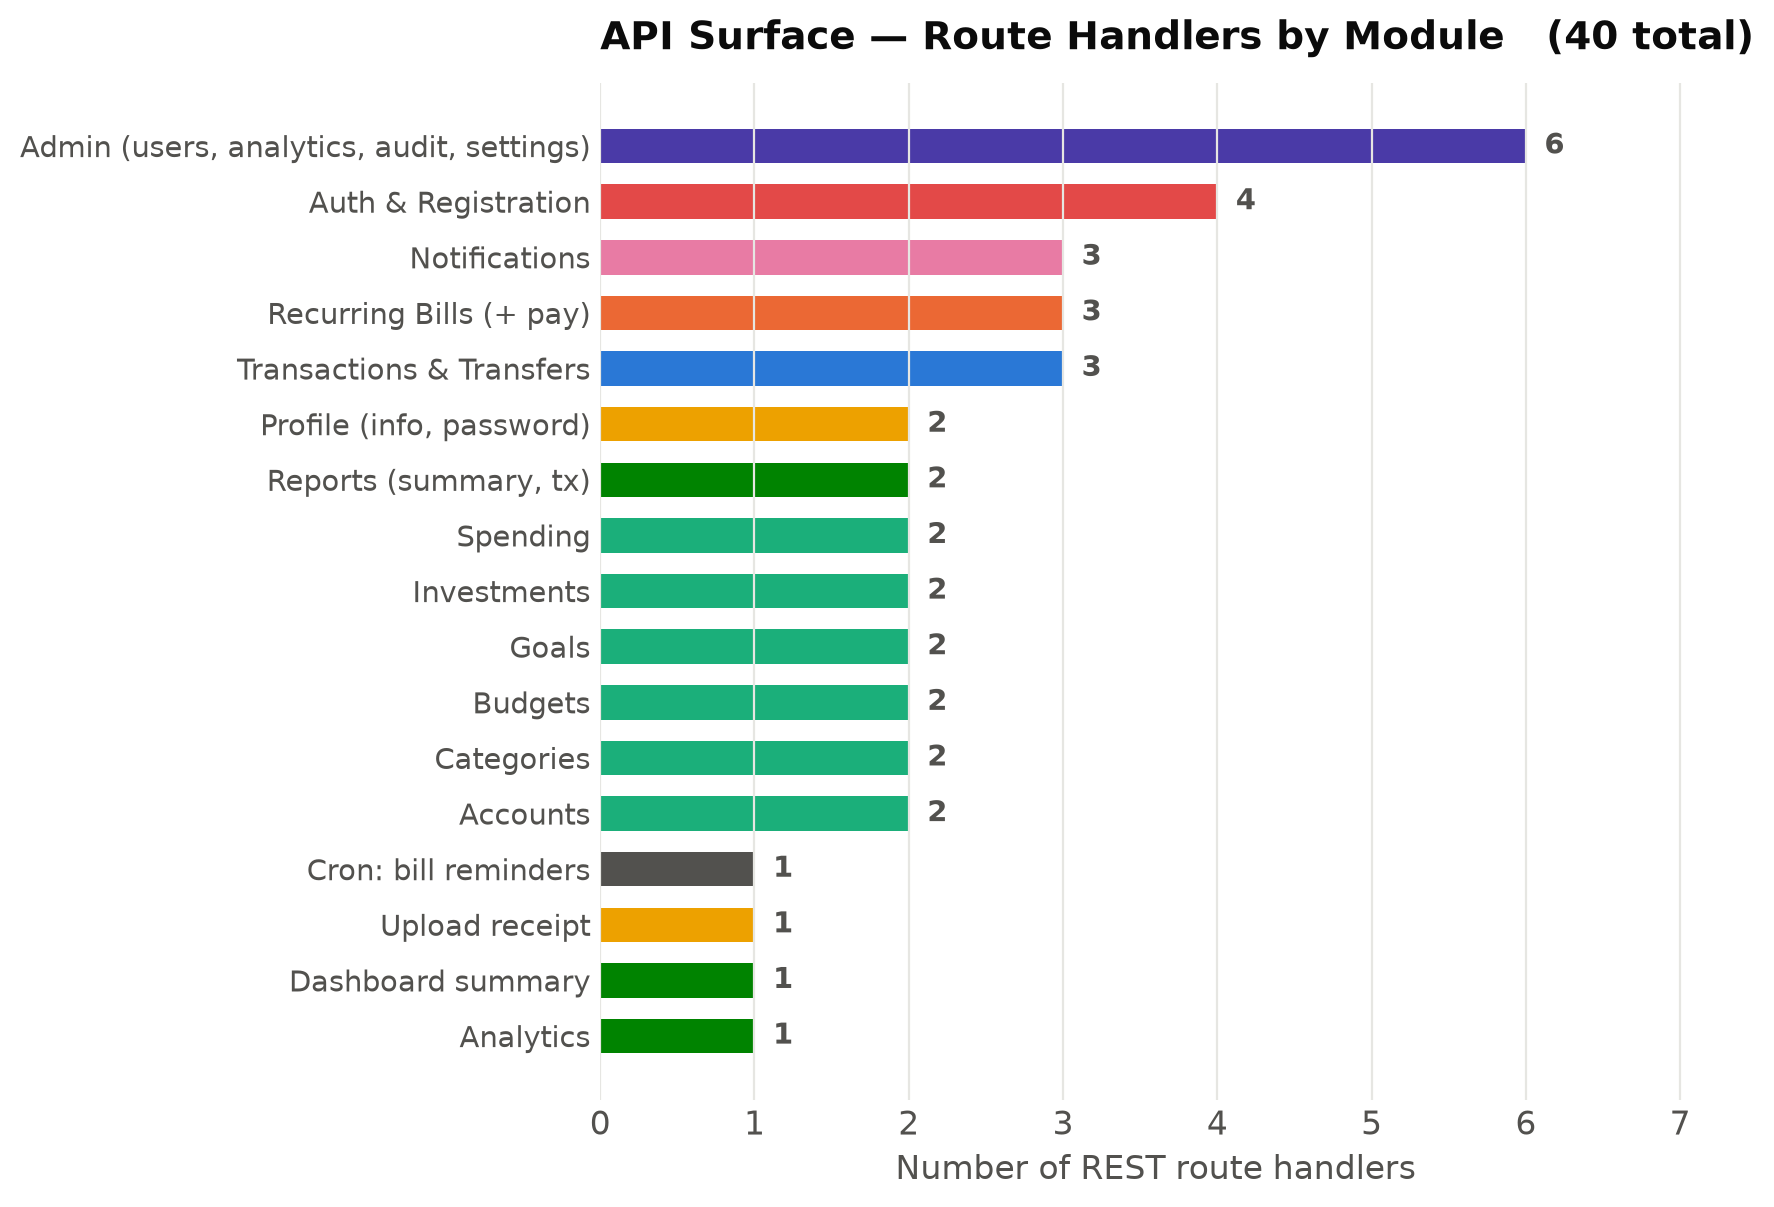 API Surface — Route Handlers by Module (40 total)
Admin (users, analytics, audit, settings) 6
Auth & Registration 4
Notifications 3
Recurring Bills (+ pay) 3
Transactions & Transfers 3
Profile (info, password) 2
Reports (summary, tx) 2
Spending 2
Investments 2
Goals 2
Budgets 2
Categories 2
Accounts 2
Cron: bill reminders 1
Upload receipt 1
Dashboard summary 1
Analytics 1
0 1 2 3 4 5 6 7
Number of REST route handlers